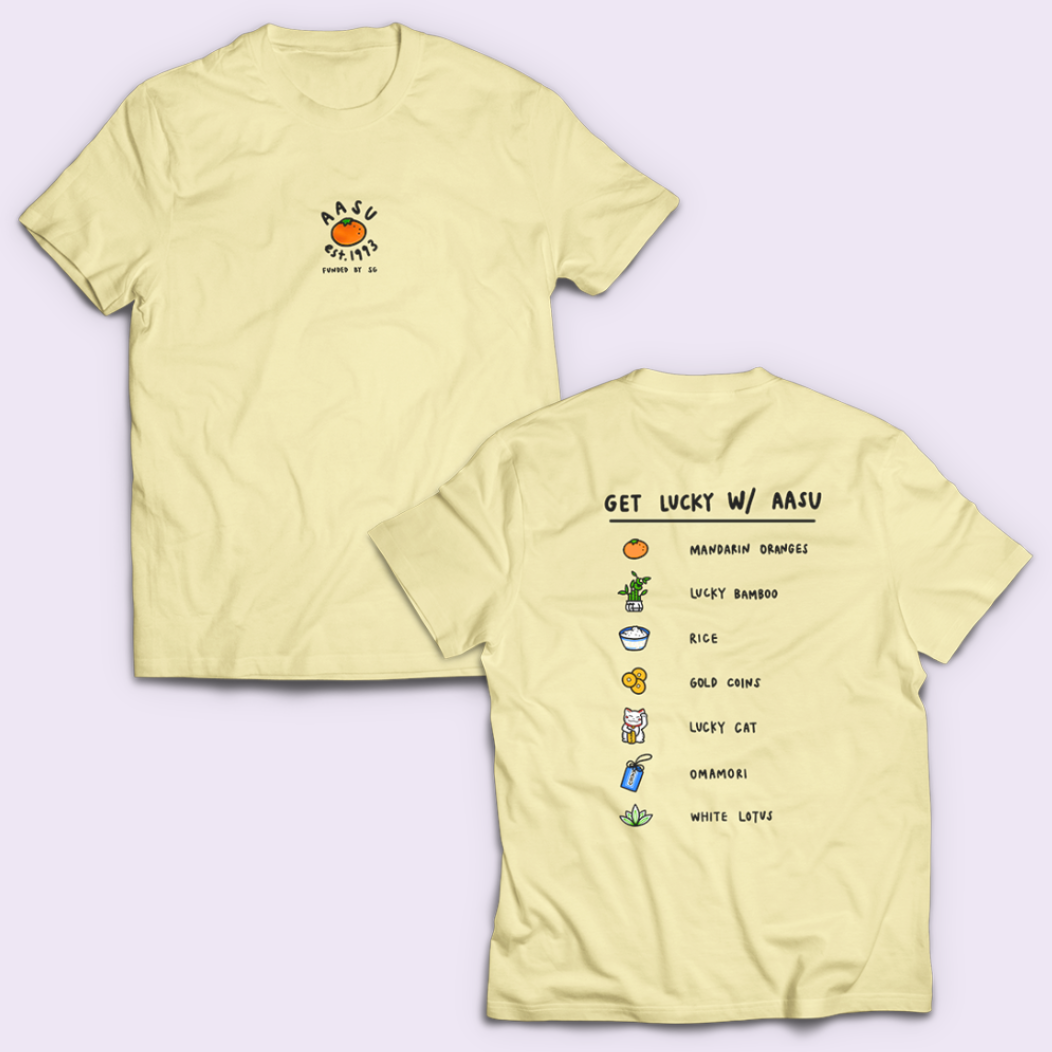 AASU
est. 1993
FUNDED BY SG
GET LUCKY W/ AASU
MANDARIN ORANGES
LUCKY BAMBOO
RICE
GOLD COINS
LUCKY CAT
OMAMORI
WHITE LOTUS